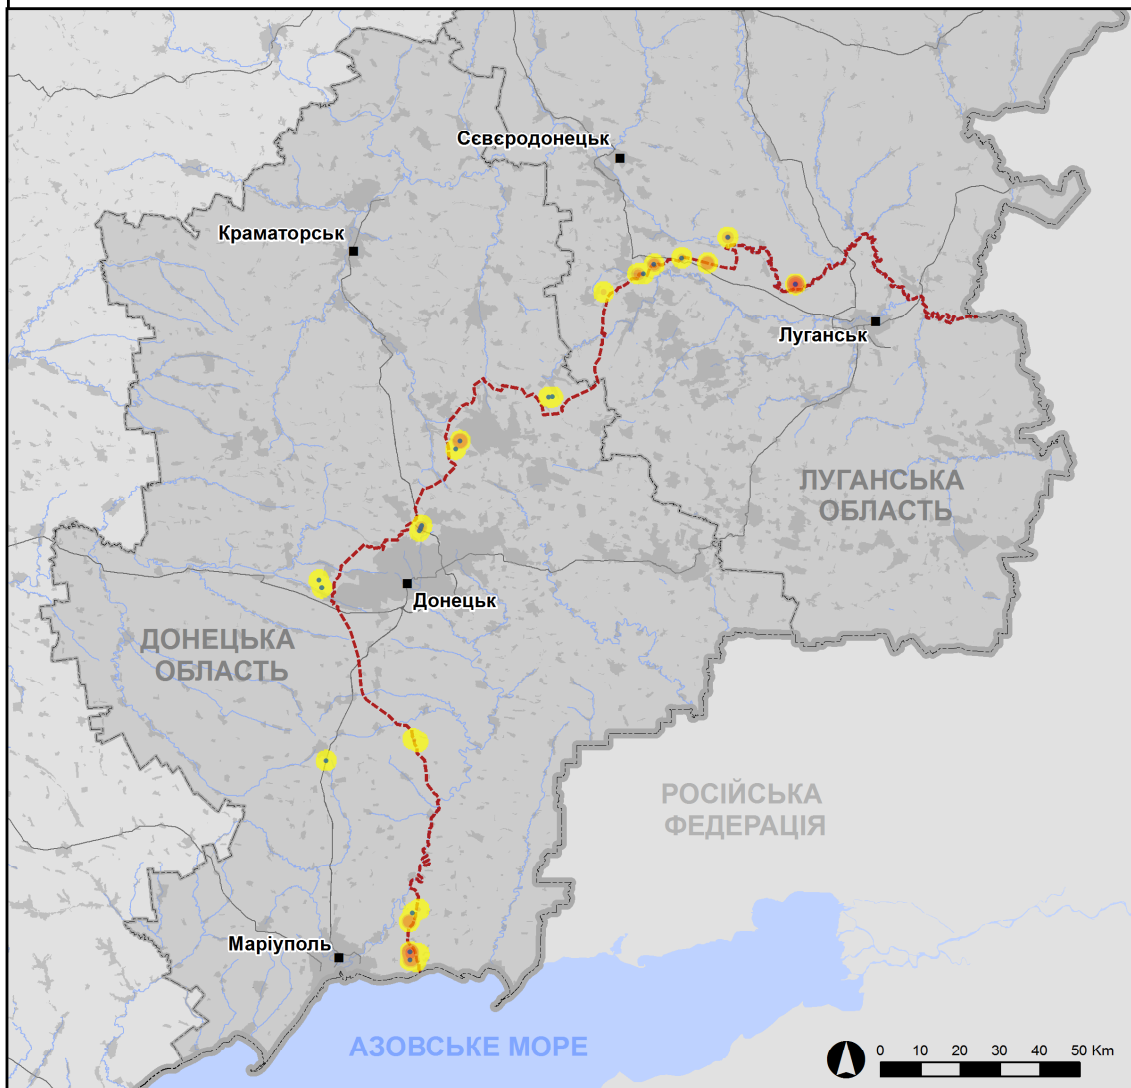 Сєвєродонецьк
Краматорськ
Луганськ
ЛУГАНСЬКА
ОБЛАСТЬ
Донецьк
ДОНЕЦЬКА
ОБЛАСТЬ
РОСІЙСЬКА
ФЕДЕРАЦІЯ
Маріуполь
АЗОВСЬКЕ МОРЕ
0 10 20 30 40 50 Km